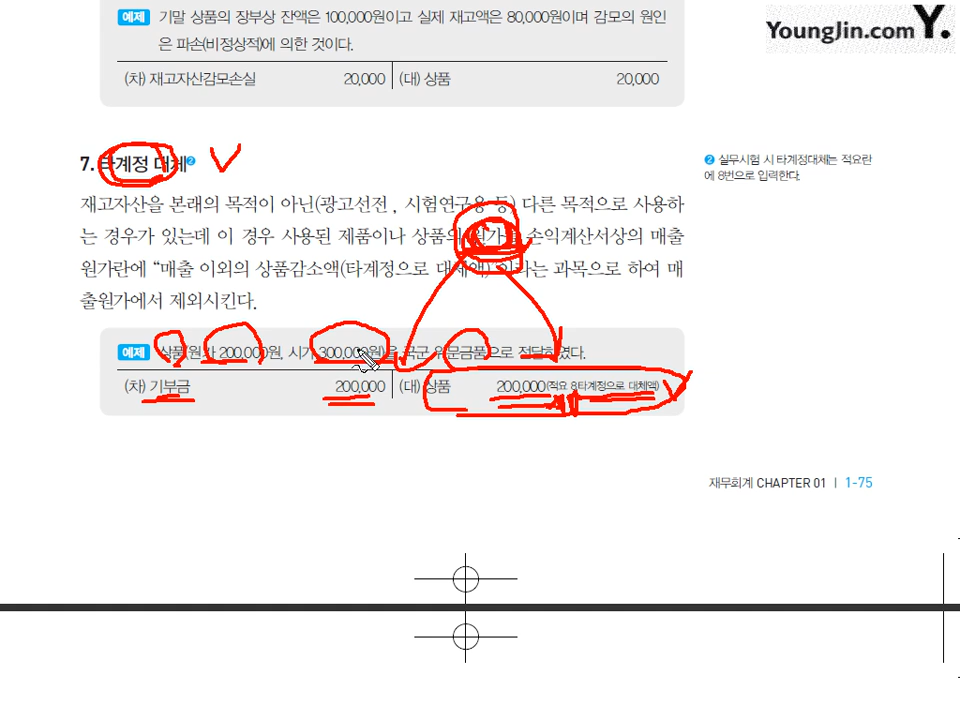 예제 기말 상품의 장부상 잔액은 100,000원이고 실제 재고액은 80,000원이며 감모의 원인
은 파손(비정상적)에 의한 것이다.
(차) 재고자산감모손실 20,000 (대) 상품 20,000
YoungJin.com Y.
7. 타계정 대체❷ V
❷ 실무시험 시 타계정대체는 적요란
에 8번으로 입력한다.
재고자산을 본래의 목적이 아닌(광고선전, 시험연구용 등) 다른 목적으로 사용하
는 경우가 있는데 이 경우 사용된 제품이나 상품의 원가를 손익계산서상의 매출
원가란에 “매출 이외의 상품감소액(타계정으로 대체액)”이라는 과목으로 하여 매
출원가에서 제외시킨다.
예제 상품(원가 200,000원, 시가 300,000원)을 국군 위문금품으로 전달하였다.
(차) 기부금 200,000 (대) 상품 200,000(적요 8.타계정으로 대체액)
재무회계 CHAPTER 01 | 1-75